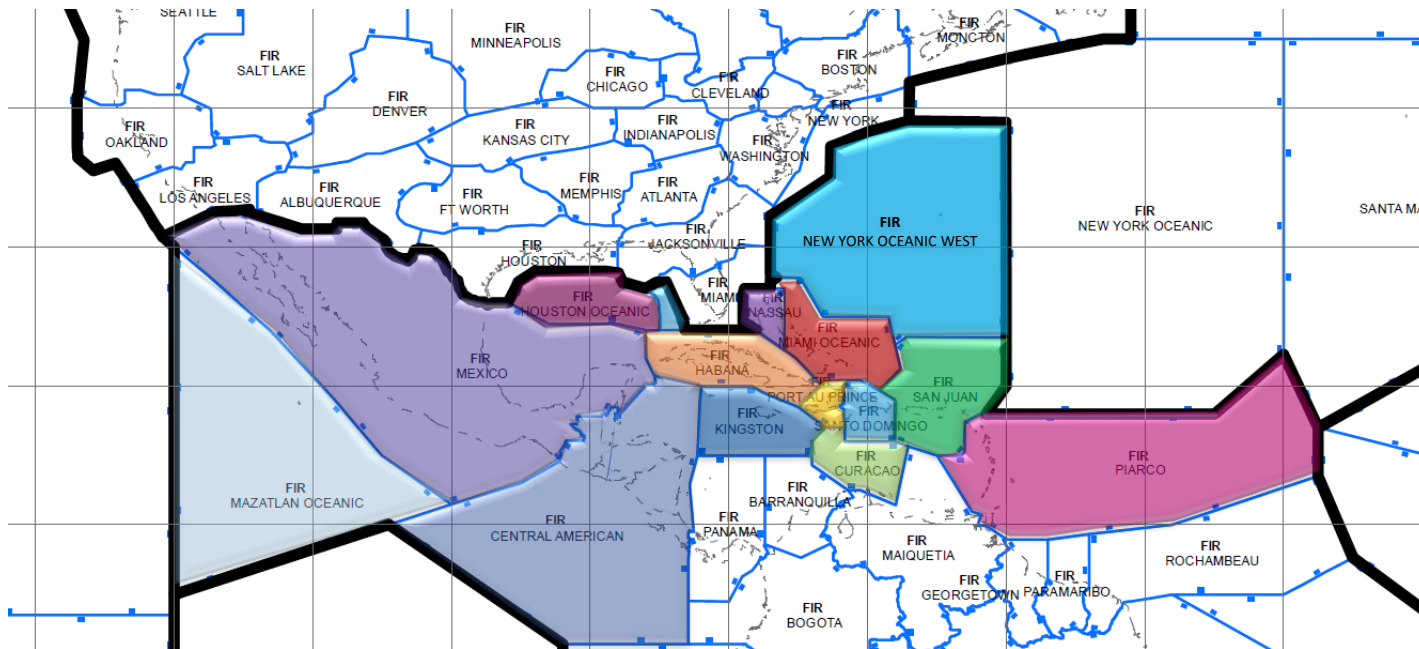 SEATTLE
FIR
SALT LAKE
FIR
MINNEAPOLIS
FIR
DENVER
FIR
CHICAGO
FIR
CLEVELAND
FIR
BOSTON
FIR
MONCTON
FIR
OAKLAND
FIR
KANSAS CITY
FIR
INDIANAPOLIS
FIR
NEW YORK
FIR
WASHINGTON
FIR
LOS ANGELES
FIR
ALBUQUERQUE
FIR
FT WORTH
FIR
MEMPHIS
FIR
ATLANTA
FIR
JACKSONVILLE
FIR
HOUSTON
FIR
NEW YORK OCEANIC WEST
FIR
NEW YORK OCEANIC
SANTA MA
FIR
MIAMI
FIR
HOUSTON OCEANIC
FIR
NASSAU
FIR
MIAMI OCEANIC
FIR
MEXICO
FIR
HABANA
FIR
PORT AU PRINCE
FIR
SAN JUAN
FIR
KINGSTON
FIR
SANTO DOMINGO
FIR
CURACAO
FIR
PIARCO
FIR
MAZATLAN OCEANIC
FIR
CENTRAL AMERICAN
FIR
BARRANQUILLA
FIR
PANAMA
FIR
MAIQUETIA
FIR
ROCHAMBEAU
FIR
GEORGETOWN
FIR
PARAMARIBO
FIR
BOGOTA